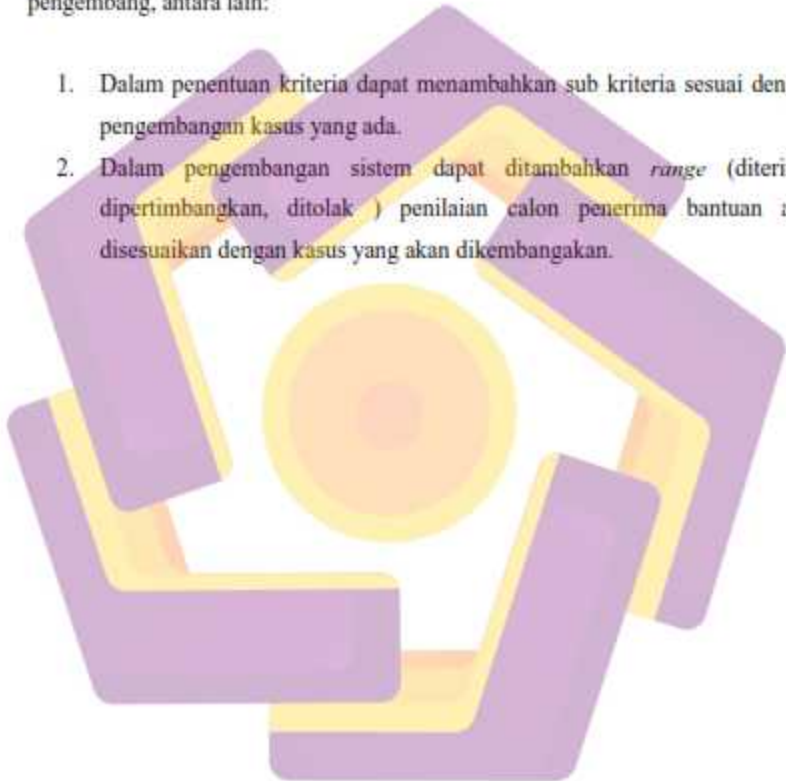 pengembang, antara lain:
1. Dalam penentuan kriteria dapat menambahkan sub kriteria sesuai den
pengembangan kasus yang ada.
2. Dalam pengembangan sistem dapat ditambahkan range (diteri
dipertimbangkan, ditolak ) penilaian calon penerima bantuan a
disesuaikan dengan kasus yang akan dikembangakan.